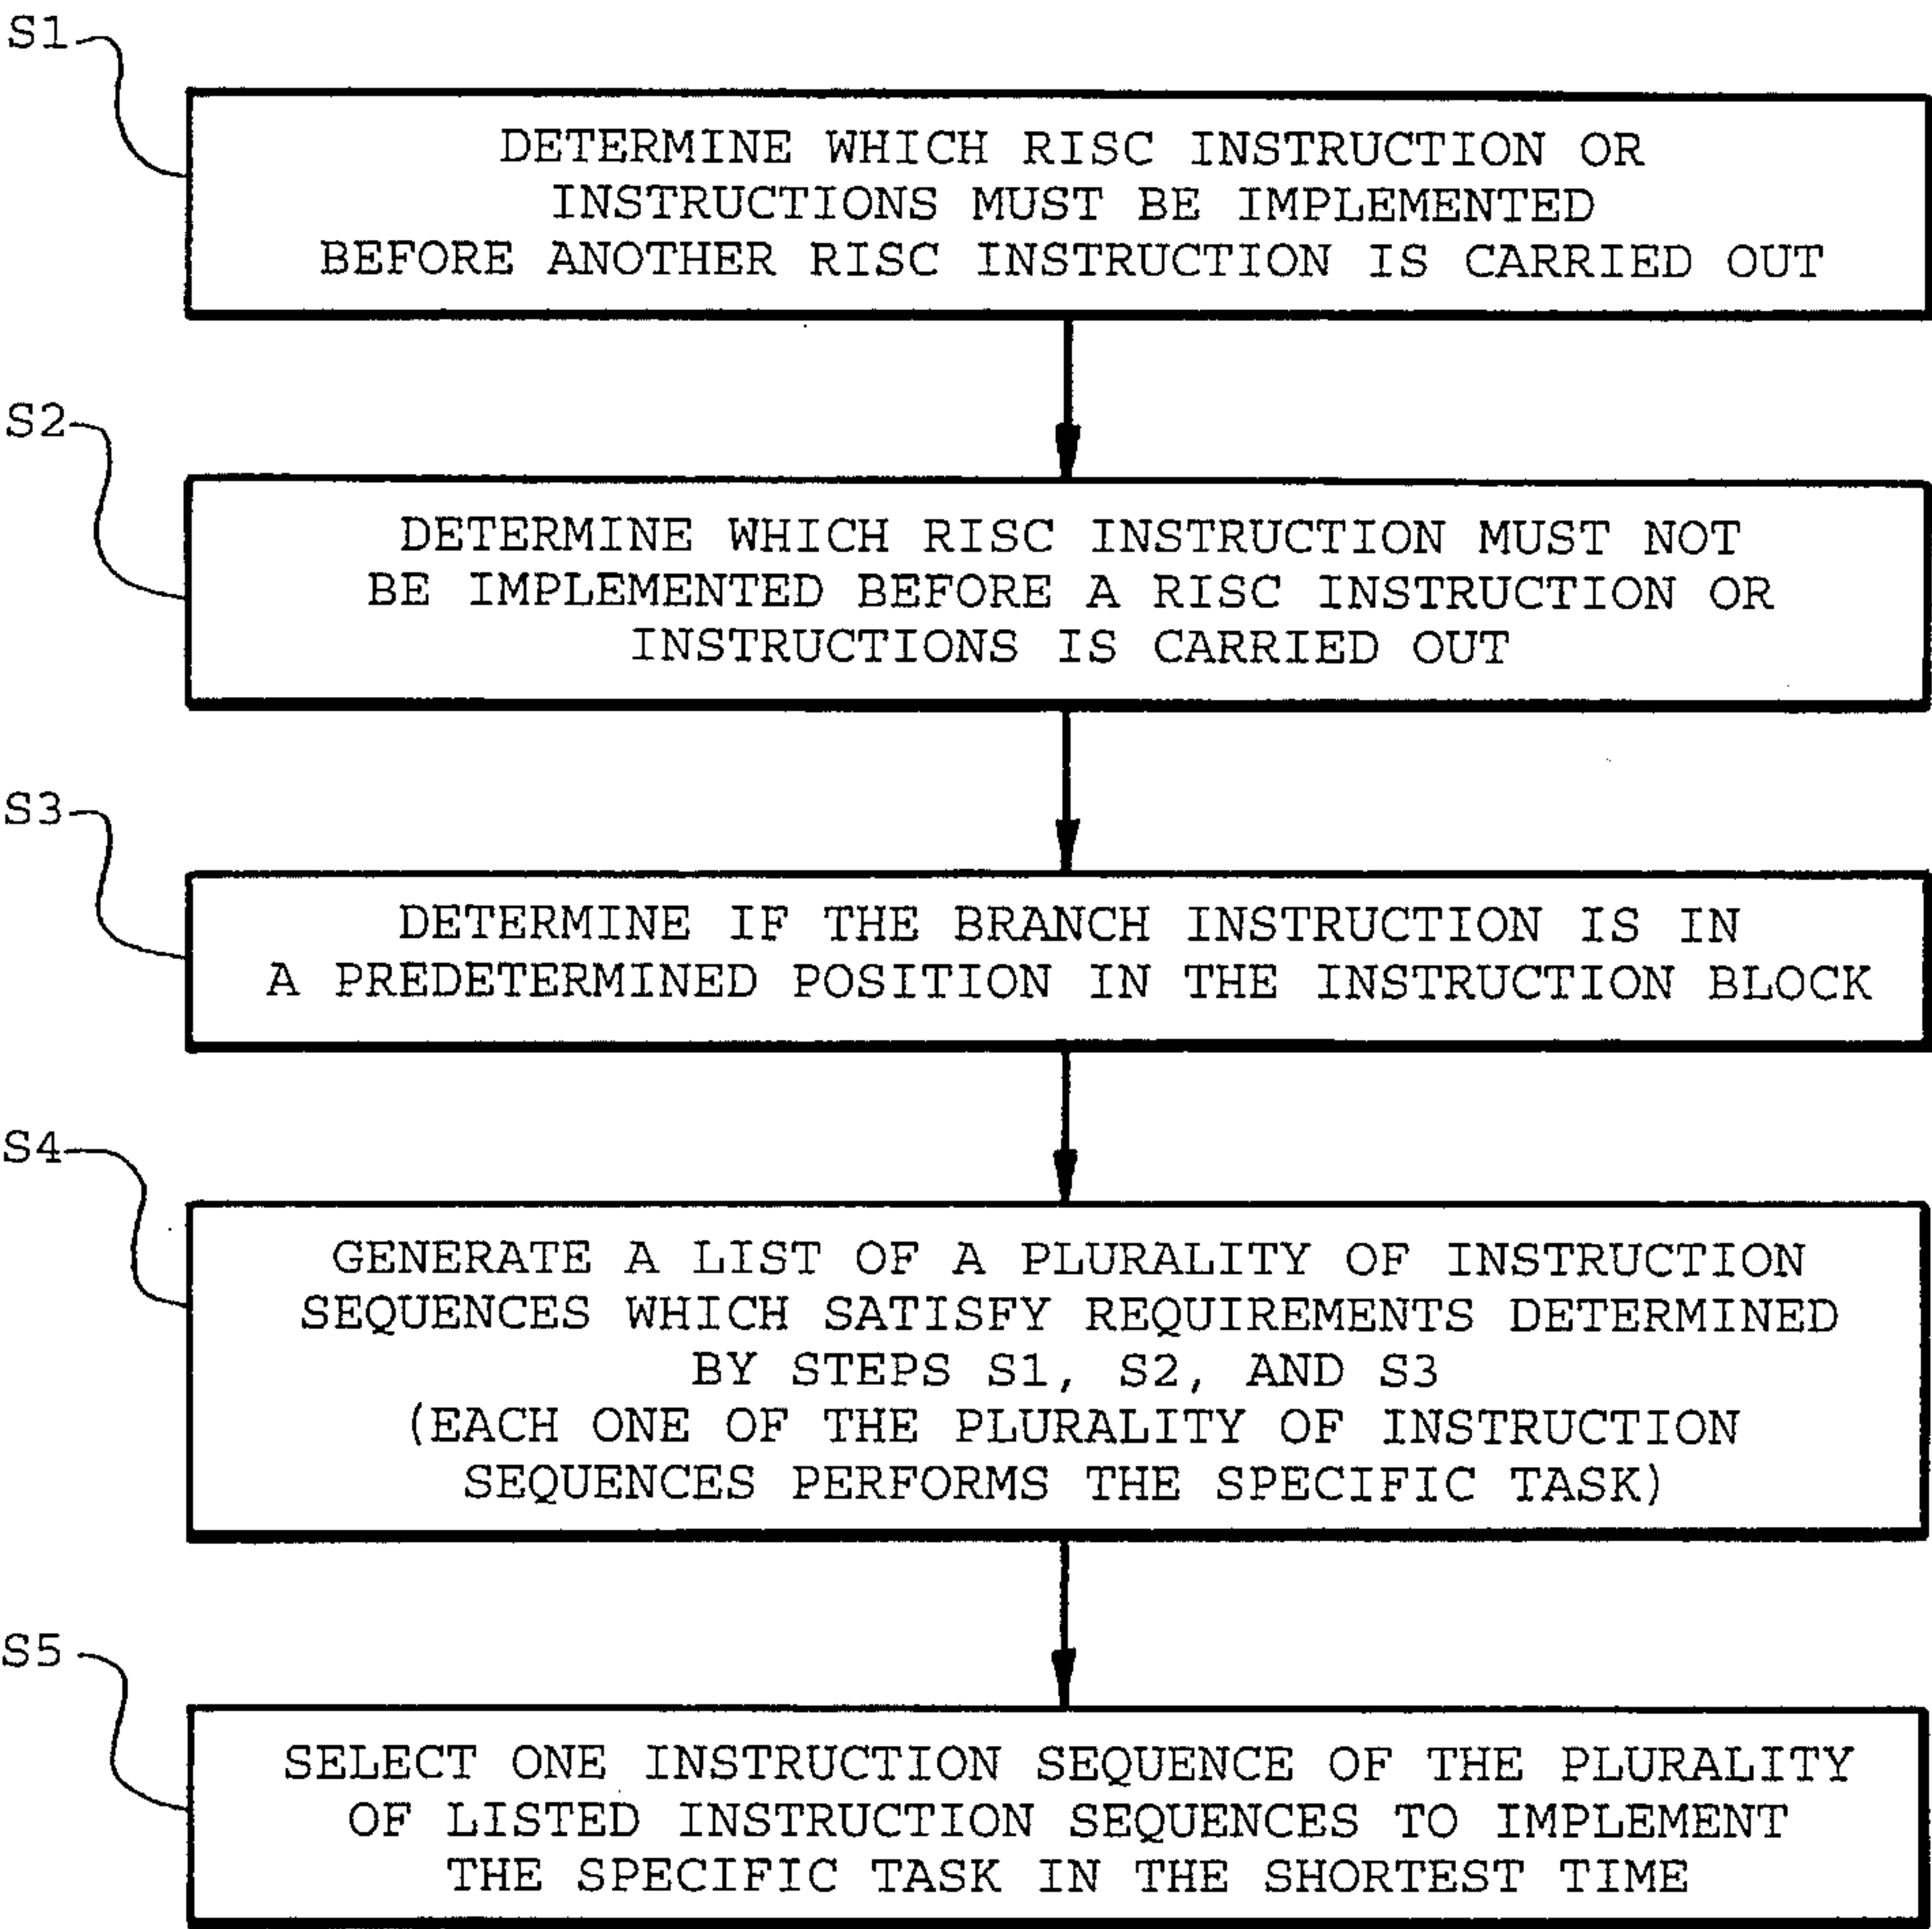 S1
DETERMINE WHICH RISC INSTRUCTION OR
INSTRUCTIONS MUST BE IMPLEMENTED
BEFORE ANOTHER RISC INSTRUCTION IS CARRIED OUT
S2
DETERMINE WHICH RISC INSTRUCTION MUST NOT
BE IMPLEMENTED BEFORE A RISC INSTRUCTION OR
INSTRUCTIONS IS CARRIED OUT
S3
DETERMINE IF THE BRANCH INSTRUCTION IS IN
A PREDETERMINED POSITION IN THE INSTRUCTION BLOCK
S4
GENERATE A LIST OF A PLURALITY OF INSTRUCTION
SEQUENCES WHICH SATISFY REQUIREMENTS DETERMINED
BY STEPS S1, S2, AND S3
(EACH ONE OF THE PLURALITY OF INSTRUCTION
SEQUENCES PERFORMS THE SPECIFIC TASK)
S5
SELECT ONE INSTRUCTION SEQUENCE OF THE PLURALITY
OF LISTED INSTRUCTION SEQUENCES TO IMPLEMENT
THE SPECIFIC TASK IN THE SHORTEST TIME